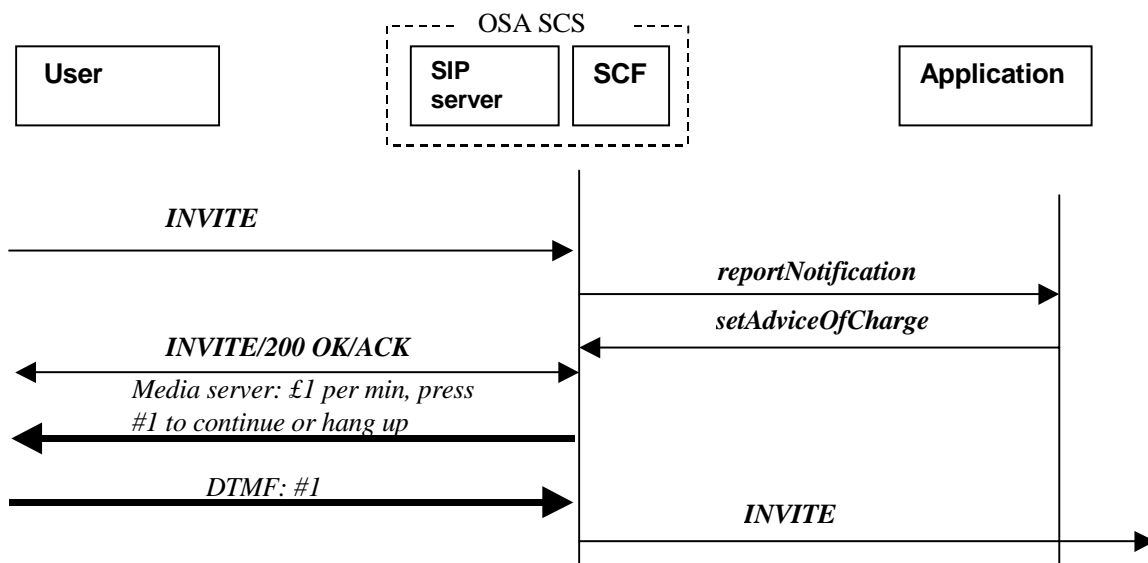 OSA SCS
User
SIP
server
SCF
Application
INVITE
reportNotification
setAdviceOfCharge
INVITE/200 OK/ACK
Media server: £1 per min, press
#1 to continue or hang up
DTMF: #1
INVITE